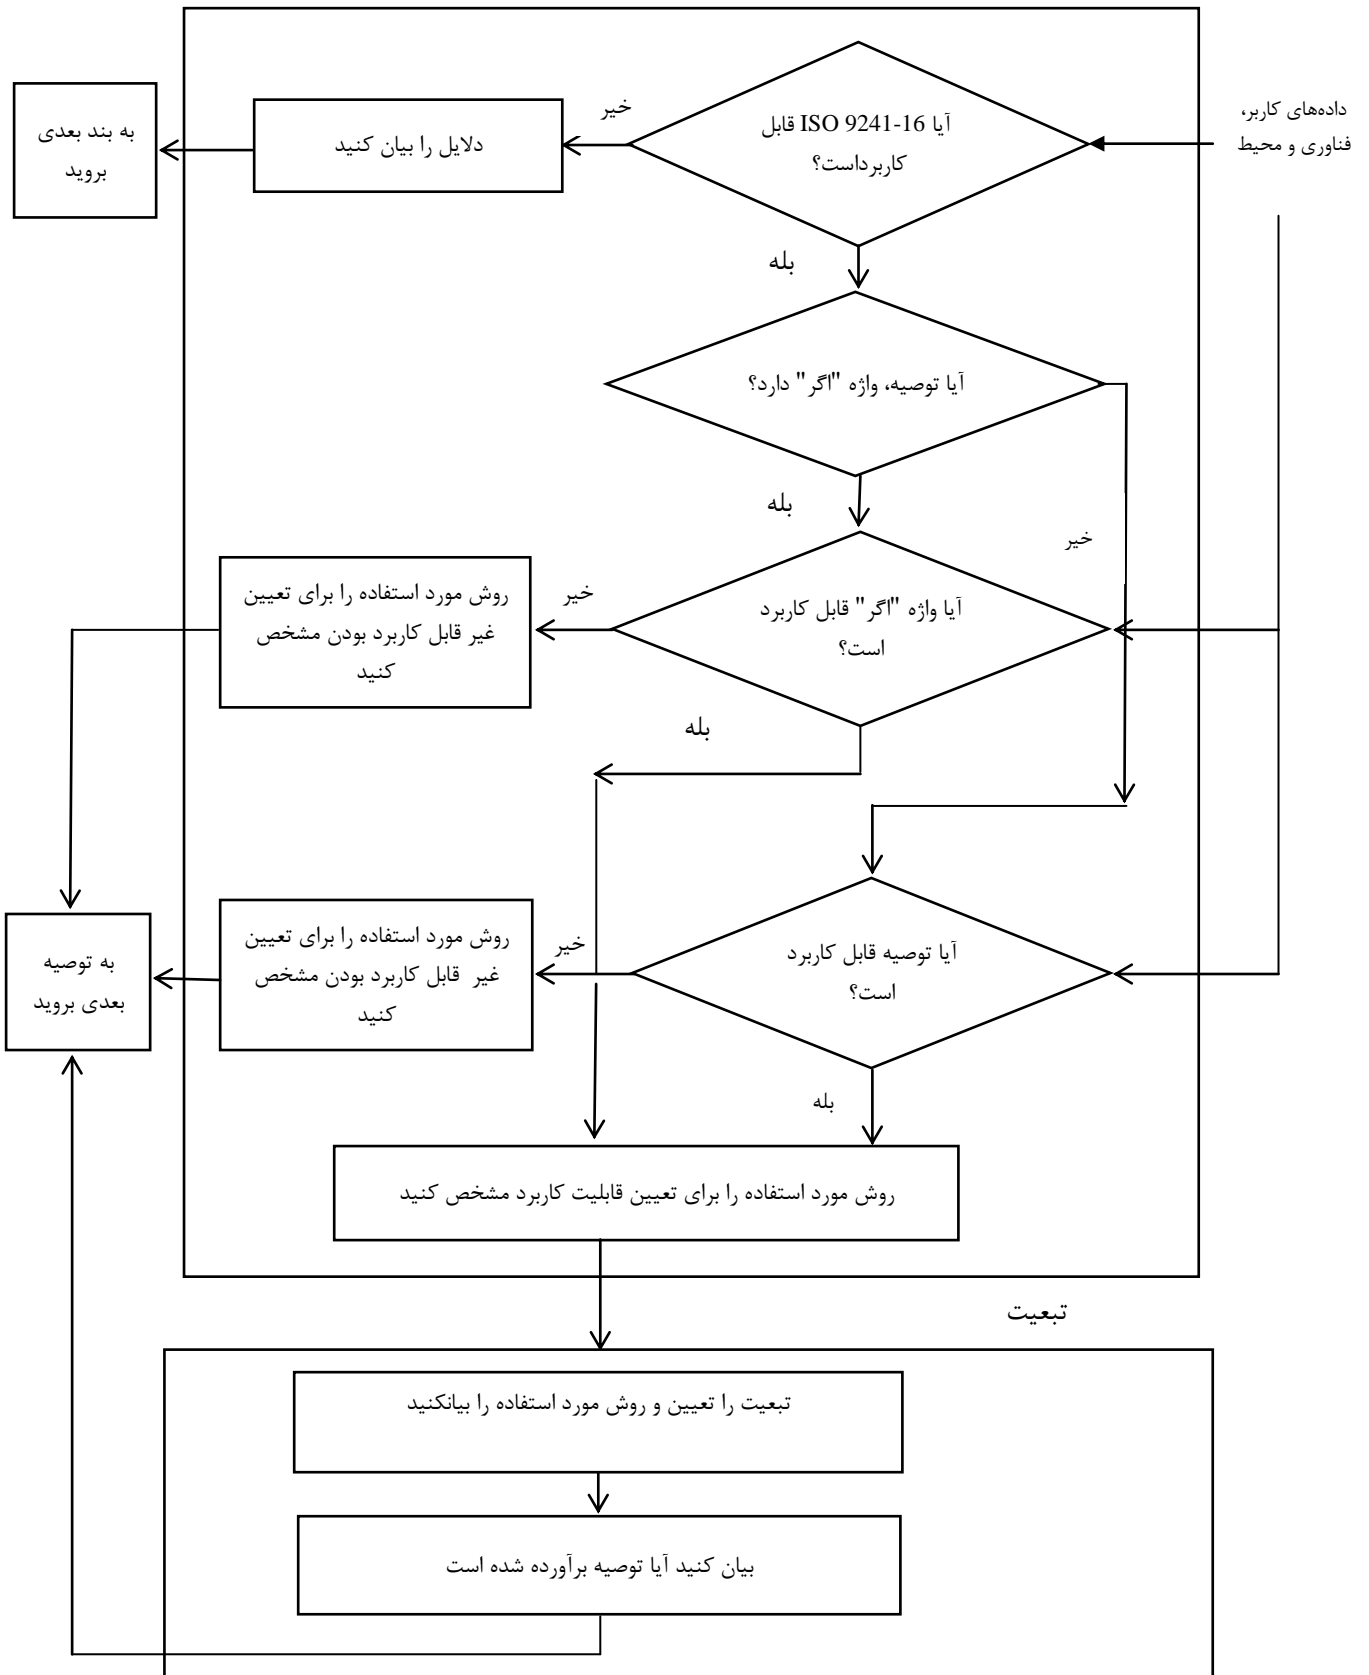 داده‌های کاربر،
فناوری و محیط
آیا ISO 9241-16 قابل
کاربرداست؟
خیر
دلایل را بیان کنید
به بند بعدی
بروید
بله
آیا توصیه، واژه "اگر" دارد؟
بله
خیر
آیا واژه "اگر" قابل کاربرد
است؟
خیر
روش مورد استفاده را برای تعیین
غیر قابل کاربرد بودن مشخص
کنید
بله
آیا توصیه قابل کاربرد
است؟
خیر
روش مورد استفاده را برای تعیین
غیر قابل کاربرد بودن مشخص
کنید
به توصیه
بعدی بروید
بله
روش مورد استفاده را برای تعیین قابلیت کاربرد مشخص کنید
تبعیت
تبعیت را تعیین و روش مورد استفاده را بیانکنید
بیان کنید آیا توصیه برآورده شده است